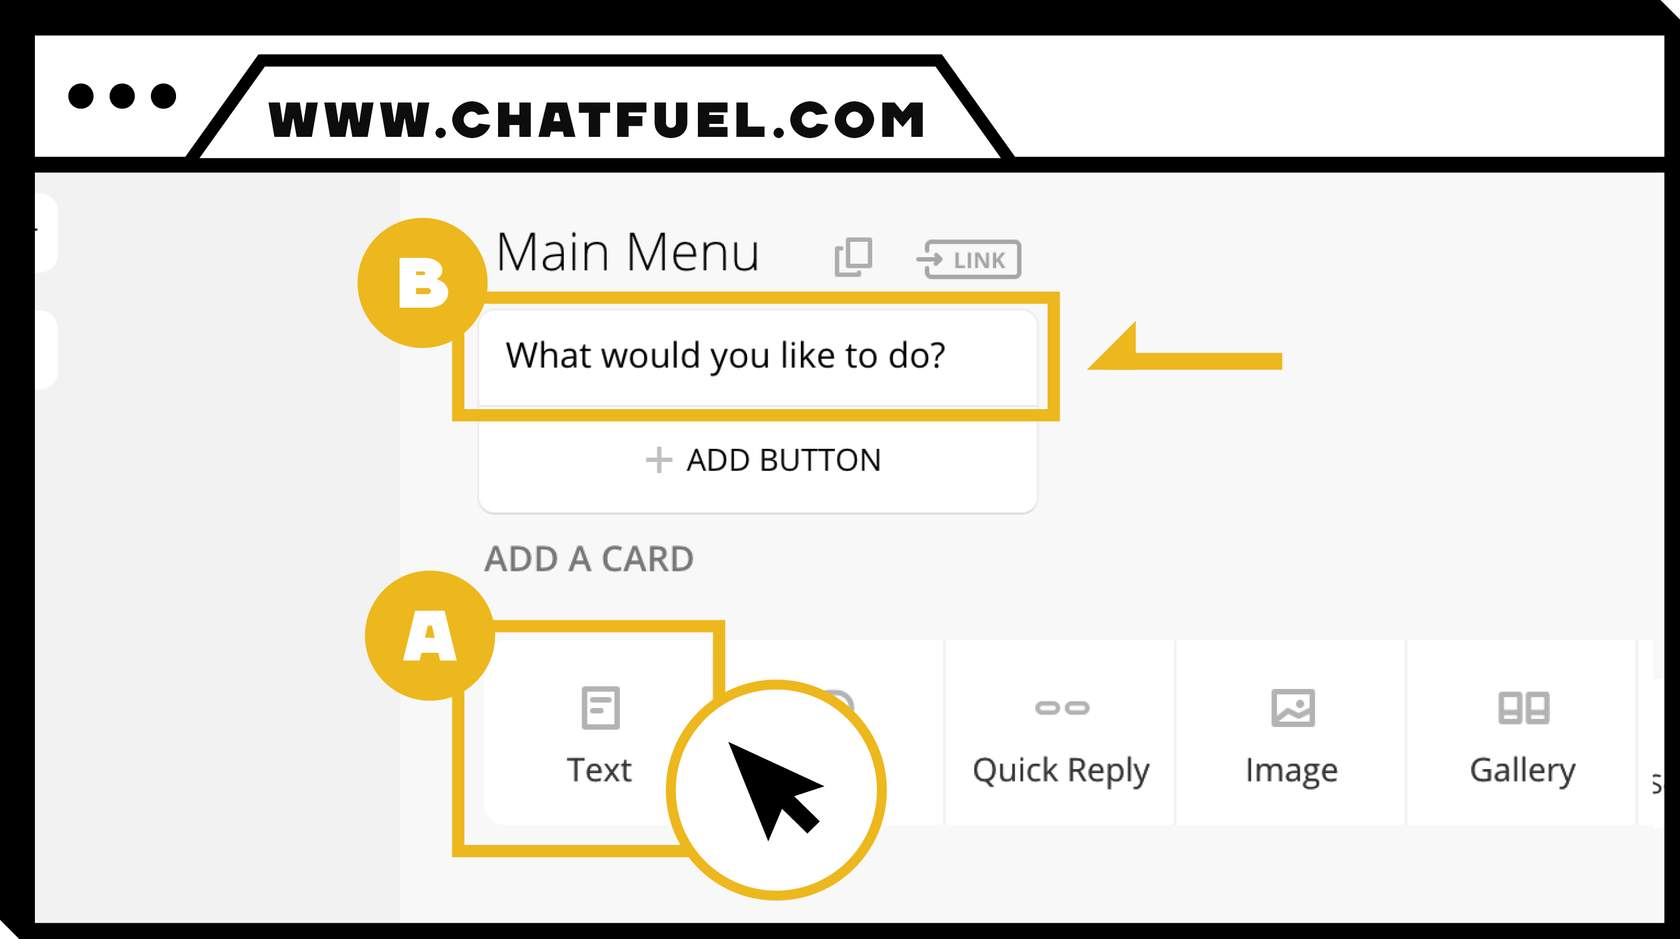 WWW.CHATFUEL.COM
B
Main Menu
LINK
What would you like to do?
+ ADD BUTTON
ADD A CARD
A
Text
Quick Reply
Image
Gallery